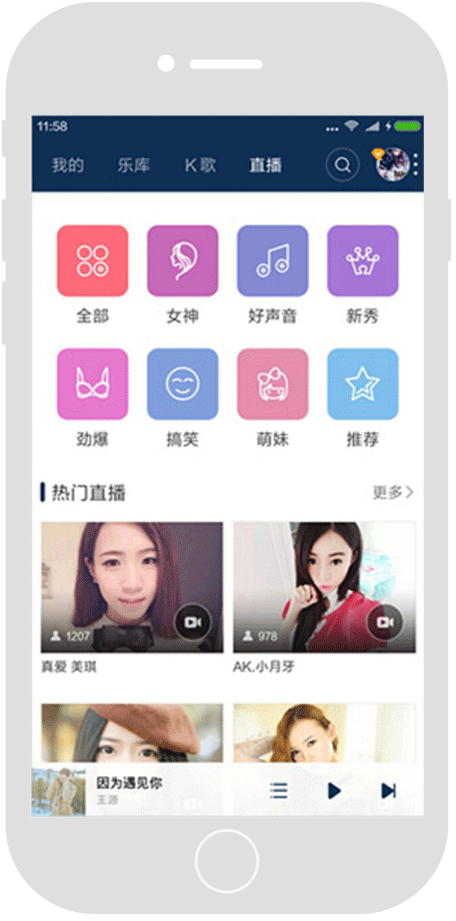 11:58
我的 乐库 K歌 直播
全部 女神 好声音 新秀
劲爆 搞笑 萌妹 推荐
热门直播 更多
1207 978
真爱 美琪 AK.小月牙
因为遇见你
王源